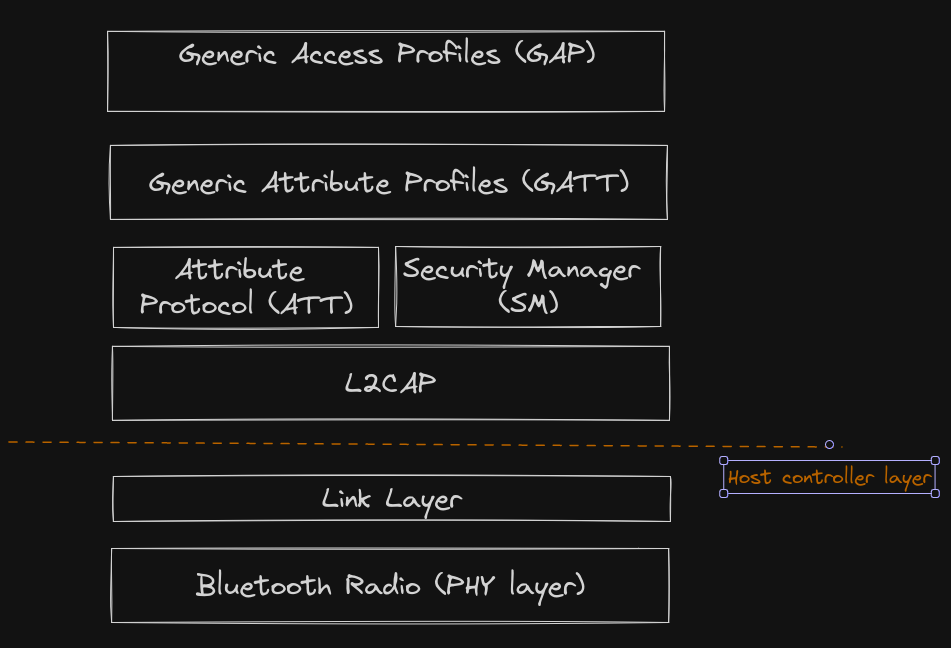 Generic Access Profiles (GAP)
Generic Attribute Profiles (GATT)
Attribute
Protocol (ATT)
Security Manager
(SM)
L2CAP
Host controller layer
Link Layer
Bluetooth Radio (PHY layer)